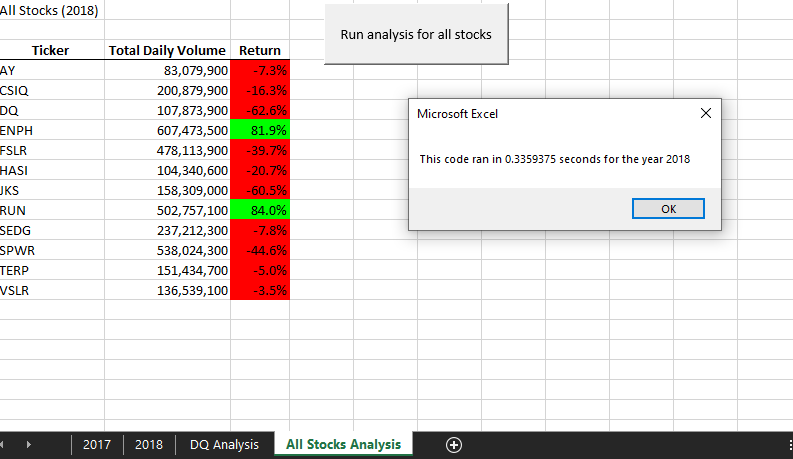 All Stocks (2018)
Run analysis for all stocks
Ticker Total Daily Volume Return
AY 83,079,900 -7.3%
CSIQ 200,879,900 -16.3%
DQ 107,873,900 -62.6%
ENPH 607,473,500 81.9%
FSLR 478,113,900 -39.7%
HASI 104,340,600 -20.7%
JKS 158,309,000 -60.5%
RUN 502,757,100 84.0%
SEDG 237,212,300 -7.8%
SPWR 538,024,300 -44.6%
TERP 151,434,700 -5.0%
VSLR 136,539,100 -3.5%
Microsoft Excel
This code ran in 0.3359375 seconds for the year 2018
OK
2017 2018 DQ Analysis All Stocks Analysis